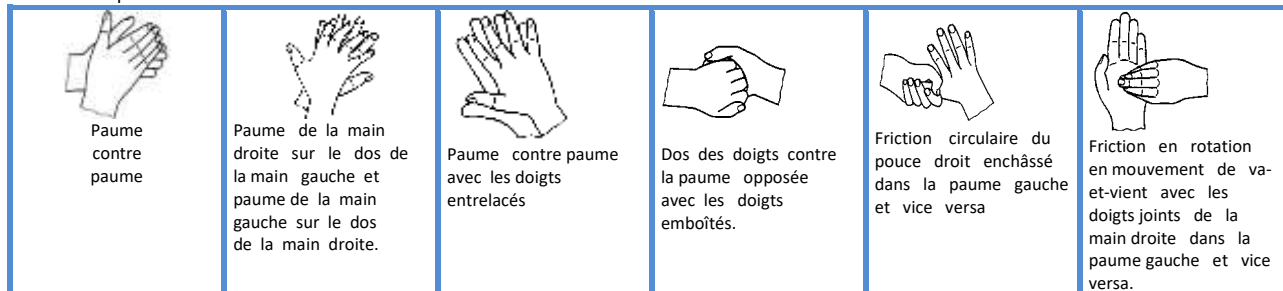 Paume
contre
paume
Paume de la main
droite sur le dos de
la main gauche et
paume de la main
gauche sur le dos
de la main droite.
Paume contre paume
avec les doigts
entrelacés
Dos des doigts contre
la paume opposée
avec les doigts
emboîtés.
Friction circulaire du
pouce droit enchâssé
dans la paume gauche
et vice versa
Friction en rotation
en mouvement de va-
et-vient avec les
doigts joints de la
main droite dans la
paume gauche et vice
versa.